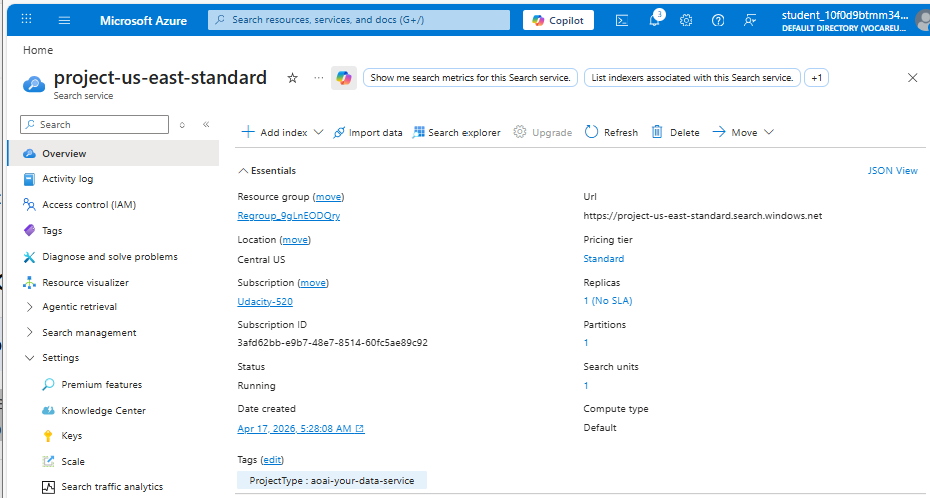 Microsoft Azure
Search resources, services, and docs (G+/)
Copilot
3
student_10f0d9btmm34...
DEFAULT DIRECTORY (VOCAREU...
Home
project-us-east-standard
Search service
Show me search metrics for this Search service.
List indexers associated with this Search service.
+1
Search
Add index
Import data
Search explorer
Upgrade
Refresh
Delete
Move
Overview
Activity log
Access control (IAM)
Tags
Diagnose and solve problems
Resource visualizer
Agentic retrieval
Search management
Settings
Premium features
Knowledge Center
Keys
Scale
Search traffic analytics
Essentials
JSON View
Resource group (move)
Regroup_9gLnEODQry
Location (move)
Central US
Subscription (move)
Udacity-520
Subscription ID
3afd62bb-e9b7-48e7-8514-60fc5ae89c92
Status
Running
Date created
Apr 17, 2026, 5:28:08 AM
Url
https://project-us-east-standard.search.windows.net
Pricing tier
Standard
Replicas
1 (No SLA)
Partitions
1
Search units
1
Compute type
Default
Tags (edit)
ProjectType : aoai-your-data-service